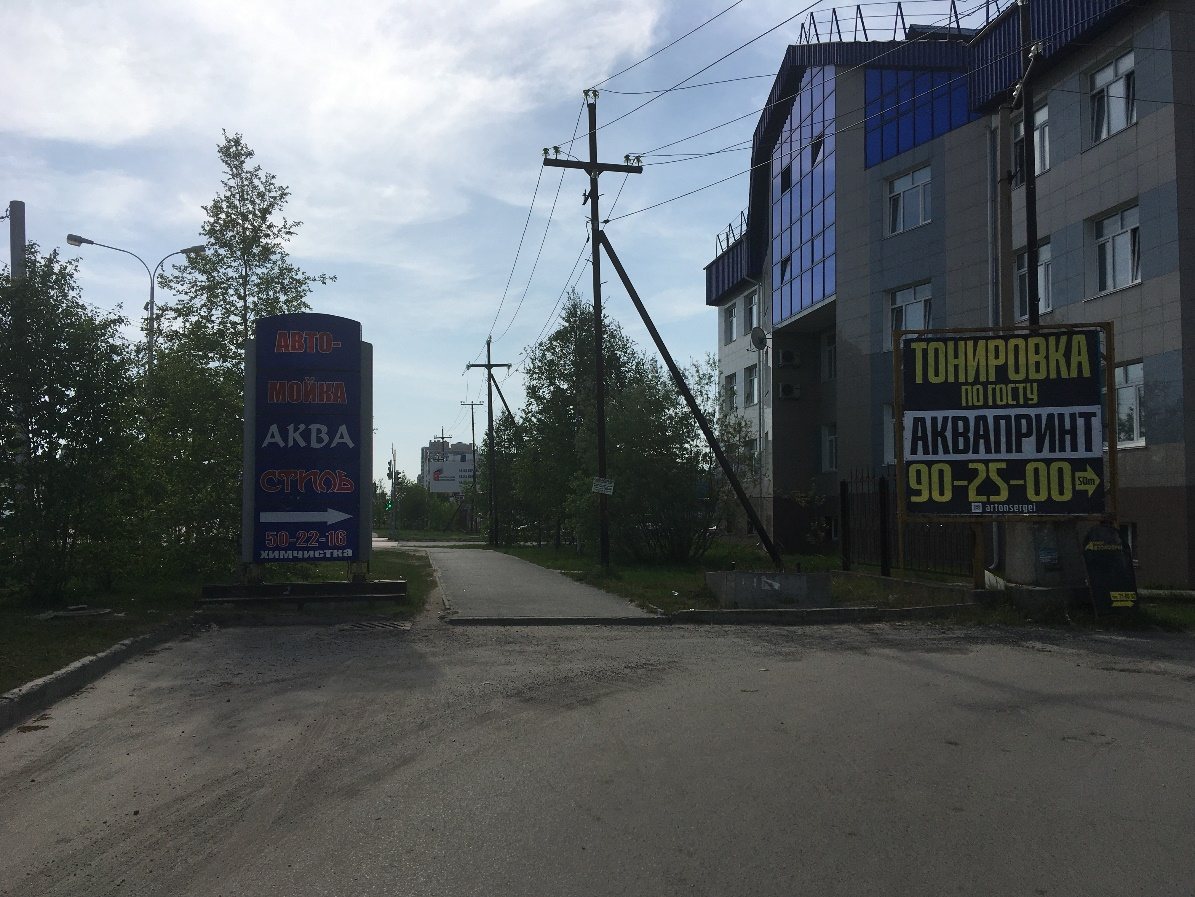 АВТО-
МОЙКА
АКВА
СТИЛЬ
50-22-16
ХИМЧИСТКА
ТОНИРОВКА
ПО ГОСТУ
АКВАПРИНТ
90-25-00
50m
artonsergei